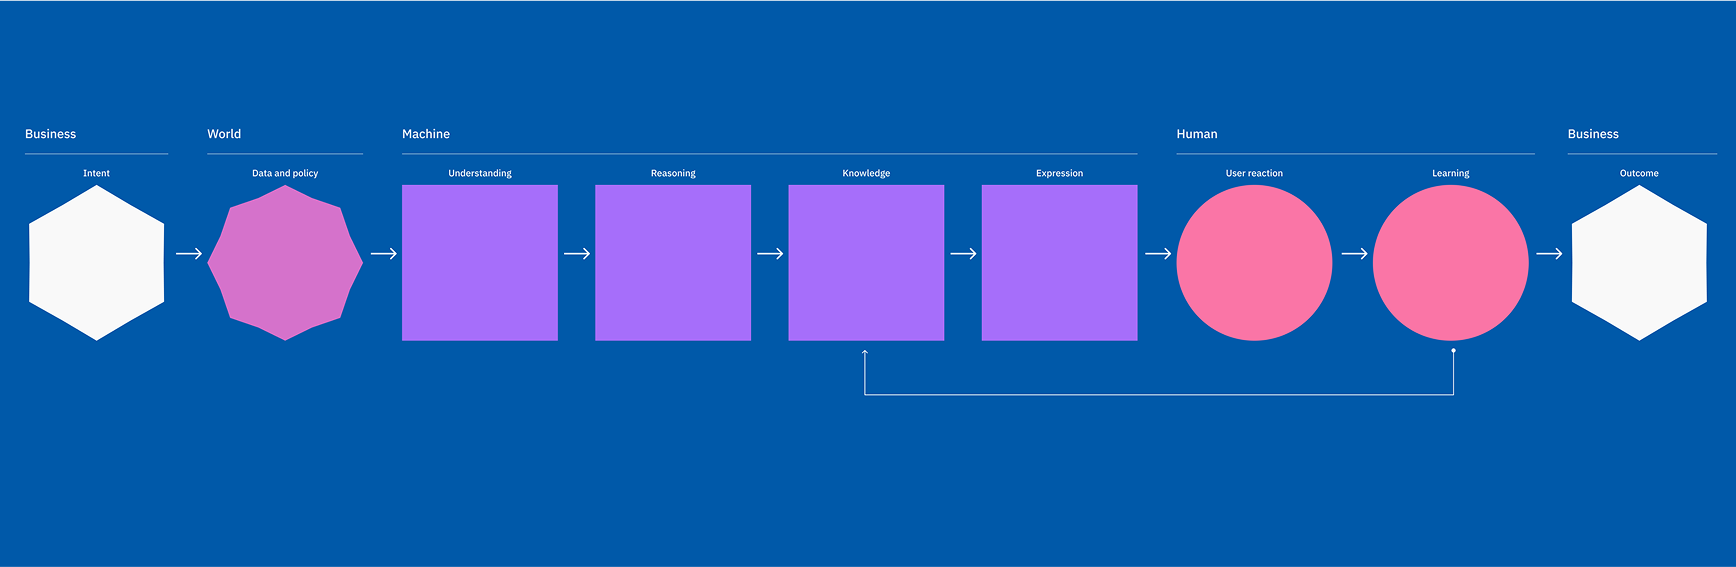 Business
World
Machine
Human
Business
Intent
Data and policy
Understanding
Reasoning
Knowledge
Expression
User reaction
Learning
Outcome